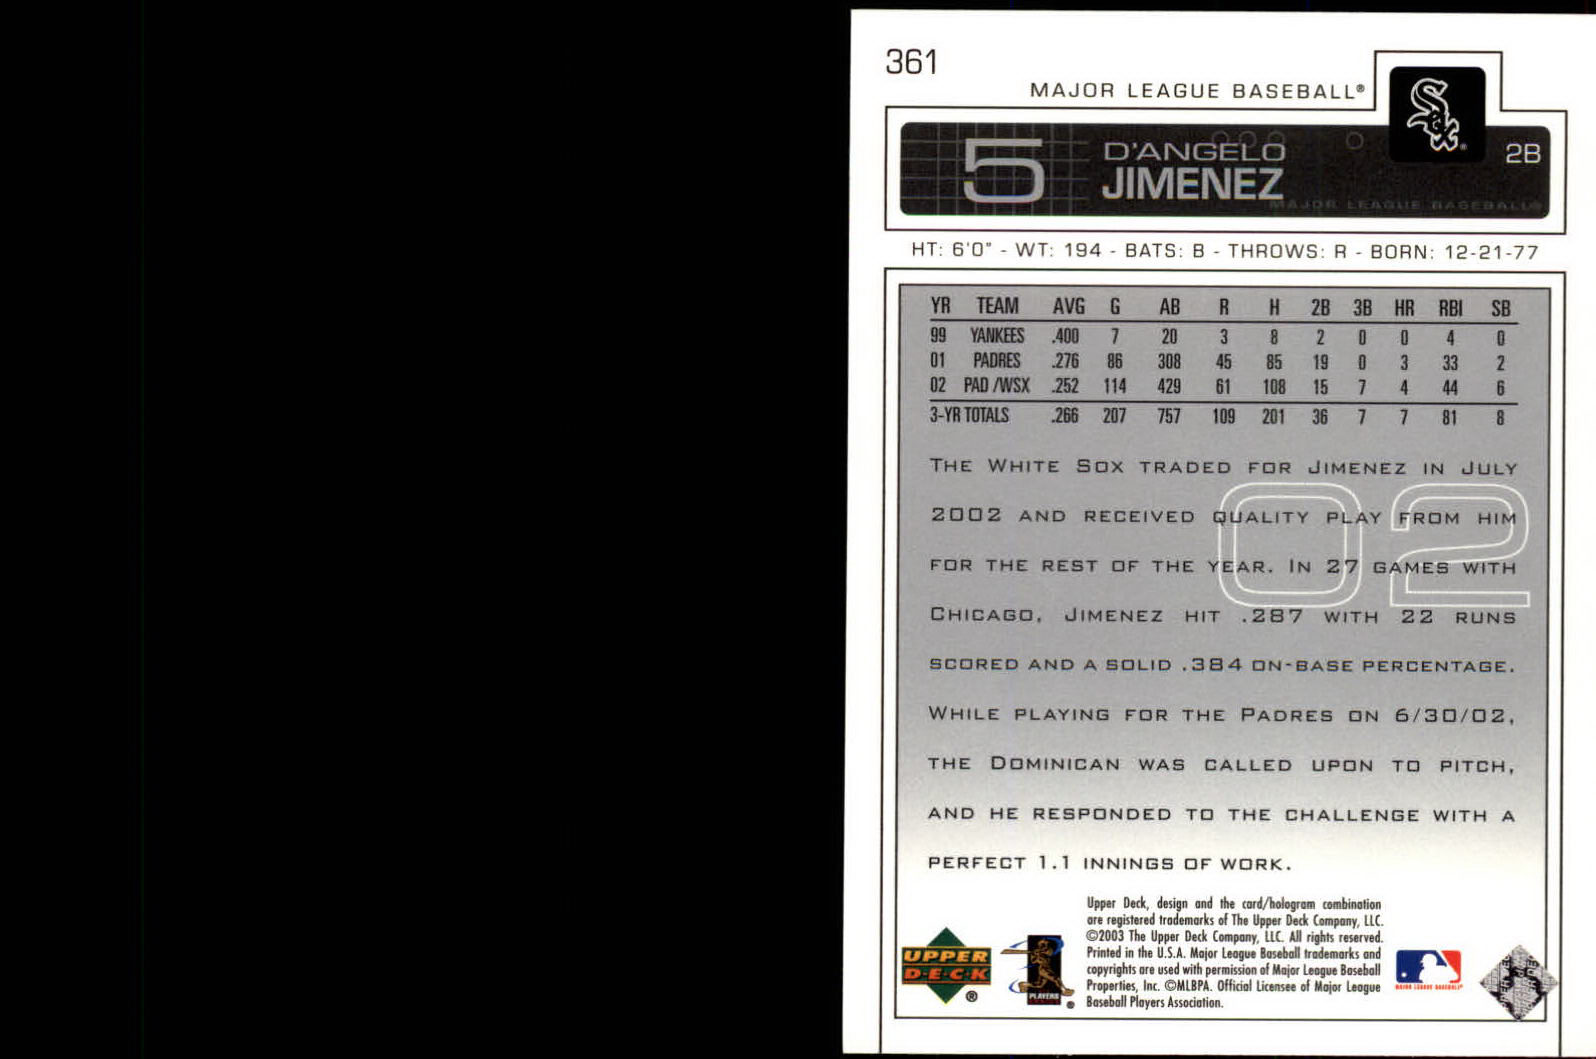 361
MAJOR LEAGUE BASEBALL®
Sox
5 D'ANGELO
JIMENEZ
2B
MAJOR LEAGUE BASEBALL®
HT: 6'0" - WT: 194 - BATS: B - THROWS: R - BORN: 12-21-77
YR TEAM AVG G AB R H 2B 3B HR RBI SB
99 YANKEES .400 7 20 3 8 2 0 0 4 0
01 PADRES .276 86 308 45 85 19 0 3 33 2
02 PAD /WSX .252 114 429 61 108 15 7 4 44 6
3-YR TOTALS .266 207 757 109 201 36 7 7 81 8
02
THE WHITE SOX TRADED FOR JIMENEZ IN JULY
2002 AND RECEIVED QUALITY PLAY FROM HIM
FOR THE REST OF THE YEAR. IN 27 GAMES WITH
CHICAGO, JIMENEZ HIT .287 WITH 22 RUNS
SCORED AND A SOLID .384 ON-BASE PERCENTAGE.
WHILE PLAYING FOR THE PADRES ON 6/30/02,
THE DOMINICAN WAS CALLED UPON TO PITCH,
AND HE RESPONDED TO THE CHALLENGE WITH A
PERFECT 1.1 INNINGS OF WORK.
UPPER
DECK®
PLAYERS
Upper Deck, design and the card/hologram combination
are registered trademarks of The Upper Deck Company, LLC.
©2003 The Upper Deck Company, LLC. All rights reserved.
Printed in the U.S.A. Major League Baseball trademarks and
copyrights are used with permission of Major League Baseball
Properties, Inc. ©MLBPA. Official Licensee of Major League
Baseball Players Association.
MAJOR LEAGUE BASEBALL